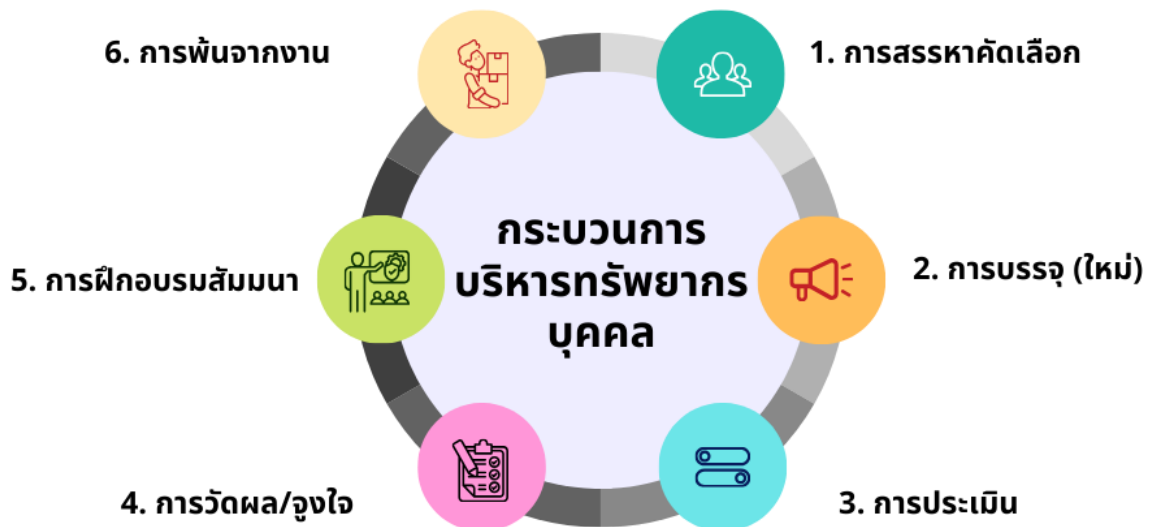 กระบวนการ
บริหารทรัพยากร
บุคคล
1. การสรรหาคัดเลือก
2. การบรรจุ (ใหม่)
3. การประเมิน
4. การวัดผล/จูงใจ
5. การฝึกอบรมสัมมนา
6. การพ้นจากงาน